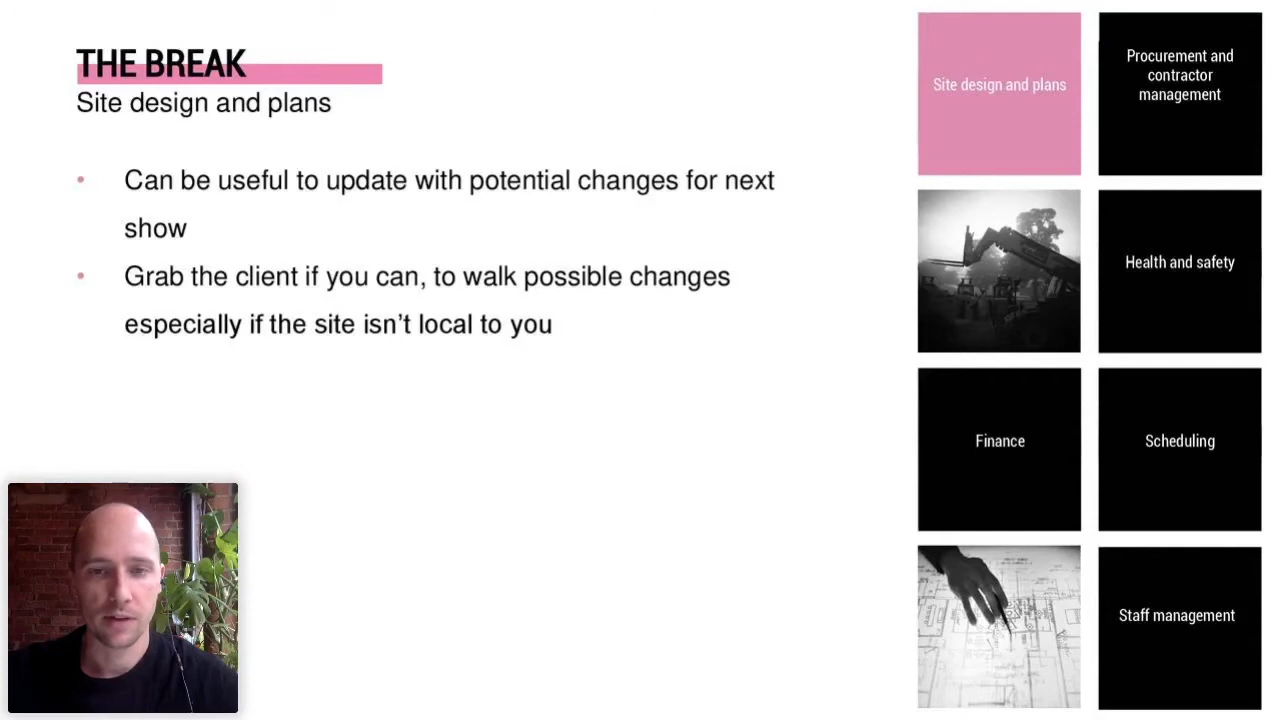 THE BREAK
Site design and plans
• Can be useful to update with potential changes for next
show
• Grab the client if you can, to walk possible changes
especially if the site isn’t local to you
Site design and plans
Procurement and
contractor
management
Health and safety
Finance
Scheduling
Staff management